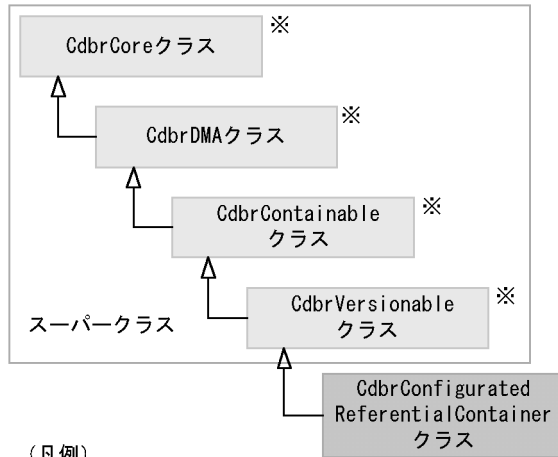 CdbrCoreクラス
※
CdbrDMAクラス
※
CdbrContainable
クラス
※
CdbrVersionable
クラス
※
スーパークラス
CdbrConfigurated
ReferentialContainer
クラス
(凡例)